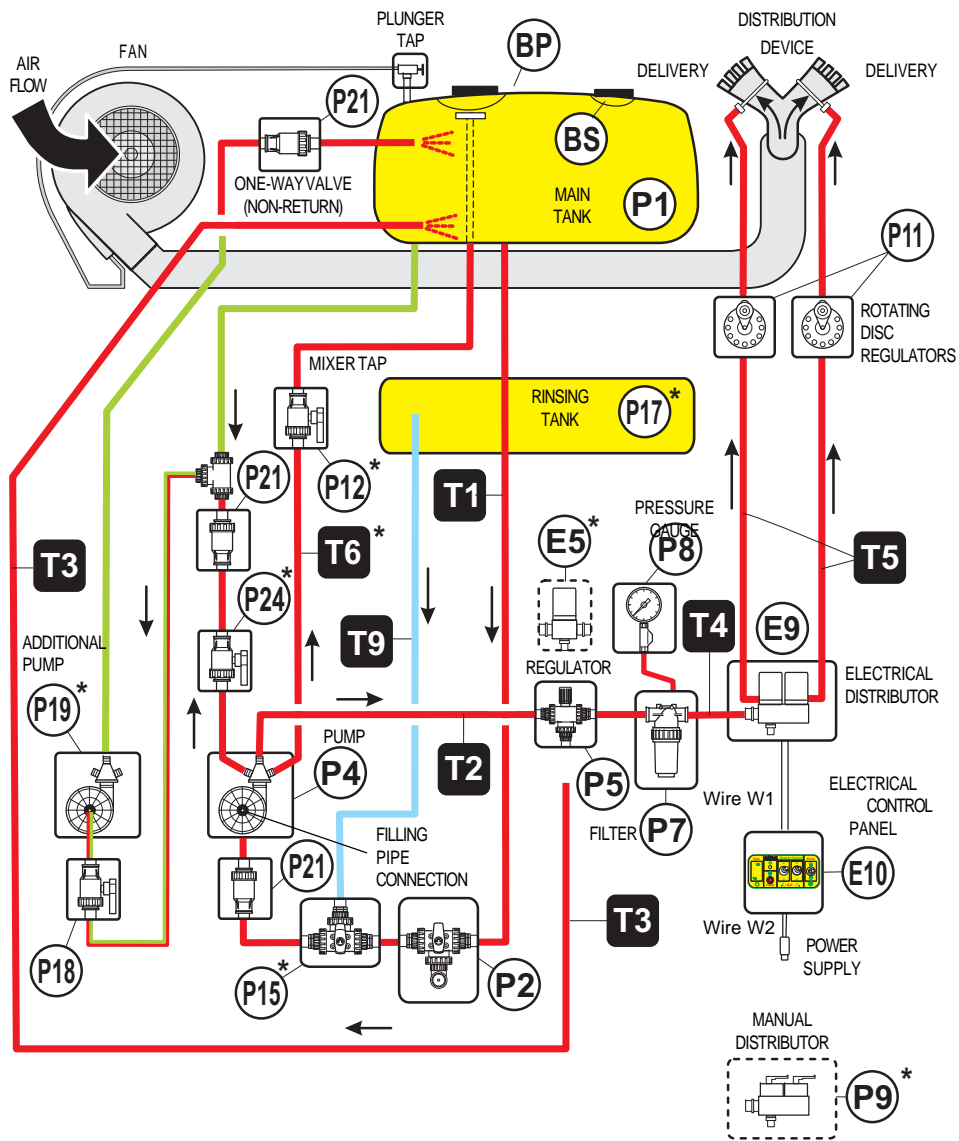 PLUNGER
TAP
DISTRIBUTION
DEVICE
FAN
BP
AIR
FLOW
DELIVERY
DELIVERY
P21
BS
ONE-WAY VALVE
(NON-RETURN)
MAIN
TANK
P1
P11
ROTATING
DISC
REGULATORS
MIXER TAP
RINSING
TANK
P17*
P21
P12*
T1
PRESSURE
GAUGE
E5*
P8
T3
T6*
T5
P24*
T9
T4
E9
ADDITIONAL
PUMP
REGULATOR
ELECTRICAL
DISTRIBUTOR
P19*
PUMP
P4
T2
P5
Wire W1
ELECTRICAL
CONTROL
PANEL
FILTER
P7
FILLING
PIPE
CONNECTION
P21
E10
T3
Wire W2
P18
P15*
P2
POWER
SUPPLY
MANUAL
DISTRIBUTOR
P9*